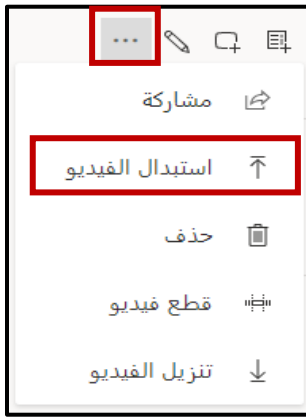 مشاركة
استبدال الفيديو
حذف
قطع فيديو
تنزيل الفيديو